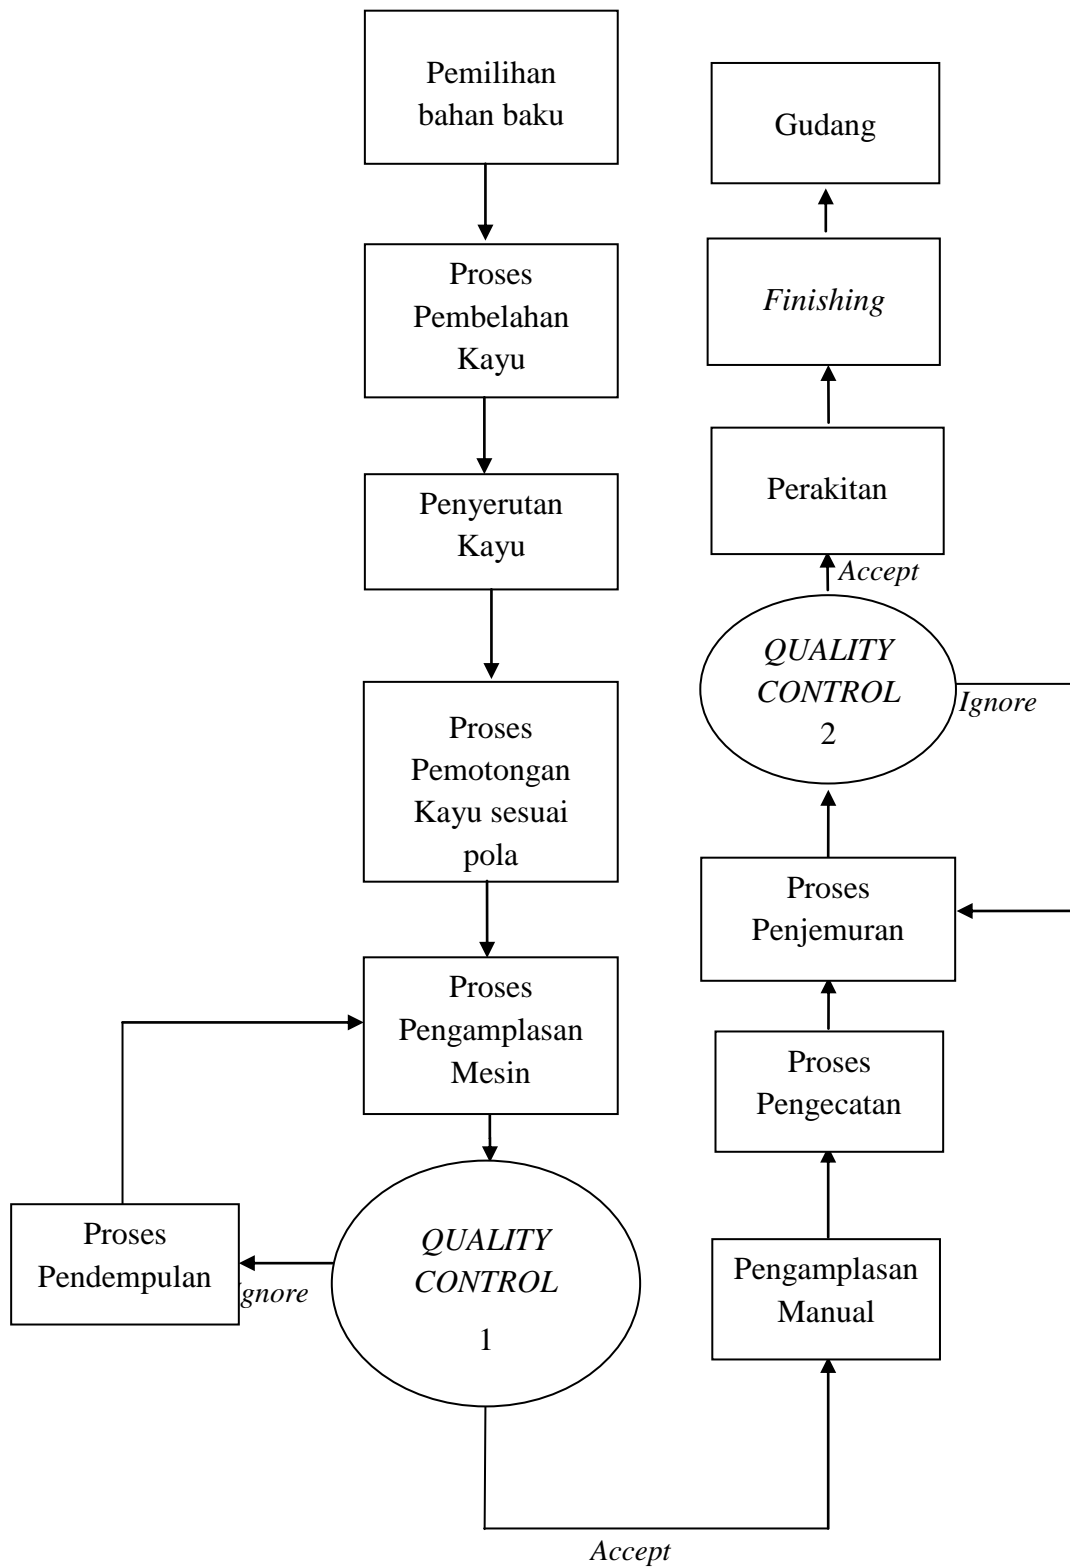 Pemilihan
bahan baku
Proses
Pembelahan
Kayu
Penyerutan
Kayu
Proses
Pemotongan
Kayu sesuai
pola
Proses
Pengamplasan
Mesin
QUALITY
CONTROL
1
Proses
Pendempulan
Ignore
Accept
Pengamplasan
Manual
Proses
Pengecatan
Proses
Penjemuran
QUALITY
CONTROL
2
Ignore
Accept
Perakitan
Finishing
Gudang